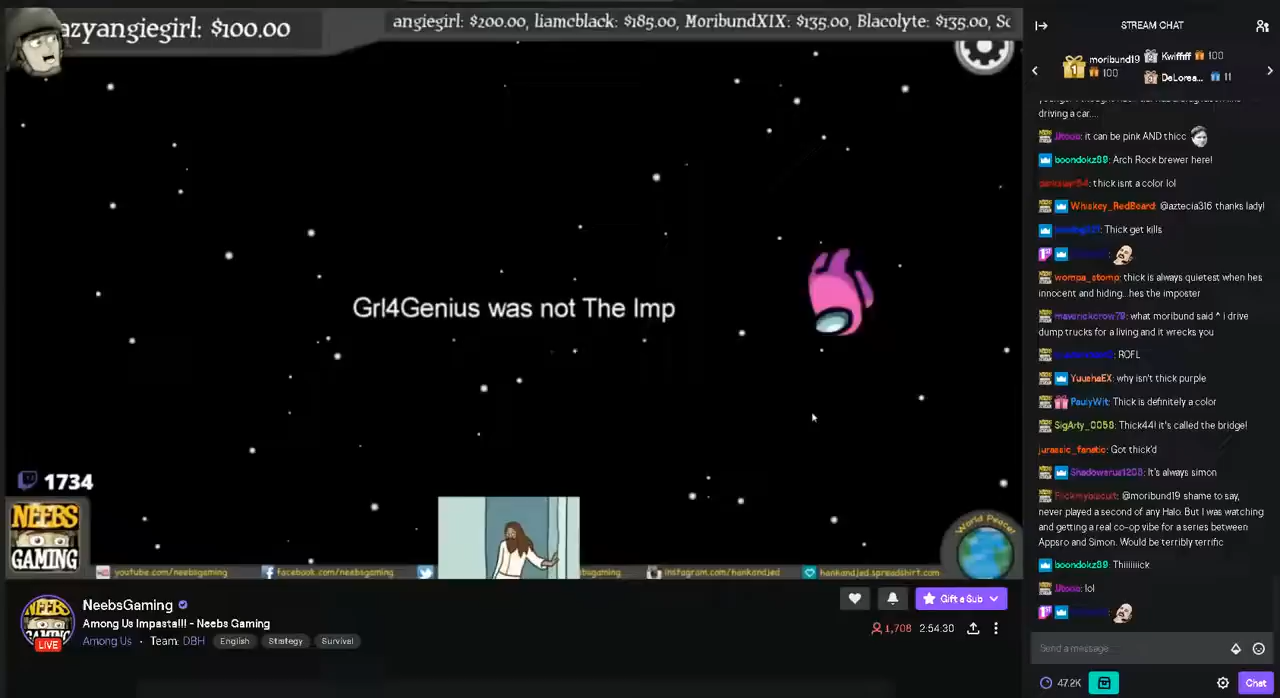 azyangiegirl: $100.00
angiegirl: $200.00, liamcblack: $185.00, MoribundXIX: $135.00, Blacolyte: $135.00, Sc
Grl4Genius was not The Imp
1734
NEEBS
GAMING
World Peace!
youtube.com/neebsgaming
facebook.com/neebsgaming
bsgaming
instagram.com/hankandjed
hankandjed.spreadshirt.com
NeebsGaming
LIVE
Among Us Impasta!!! - Neebs Gaming
Among Us · Team: DBH English Strategy Survival
Gift a Sub
1,708 2:54:30
STREAM CHAT
moribund19
100
Kwiffff 100
DeLorea... 11
driving a car....
it can be pink AND thicc
boondokz89: Arch Rock brewer here!
thick isnt a color lol
Whiskey_RedBeard: @aztecia316 thanks lady!
Thick get kills
wompa_stomp: thick is always quietest when hes
innocent and hiding...hes the imposter
maverickcrow79: what moribund said ^ i drive
dump trucks for a living and it wrecks you
ROFL
YuushaEX: why isn't thick purple
PaulyWit: Thick is definitely a color
SigArty_0058: Thick44! it's called the bridge!
jurassic_fanatic: Got thick'd
It's always simon
Flickmybiscuit: @moribund19 shame to say,
never played a second of any Halo. But I was watching
and getting a real co-op vibe for a series between
Appsro and Simon. Would be terribly terrific
boondokz89: Thiiiiiiick
lol
Send a message
47.2K
Chat